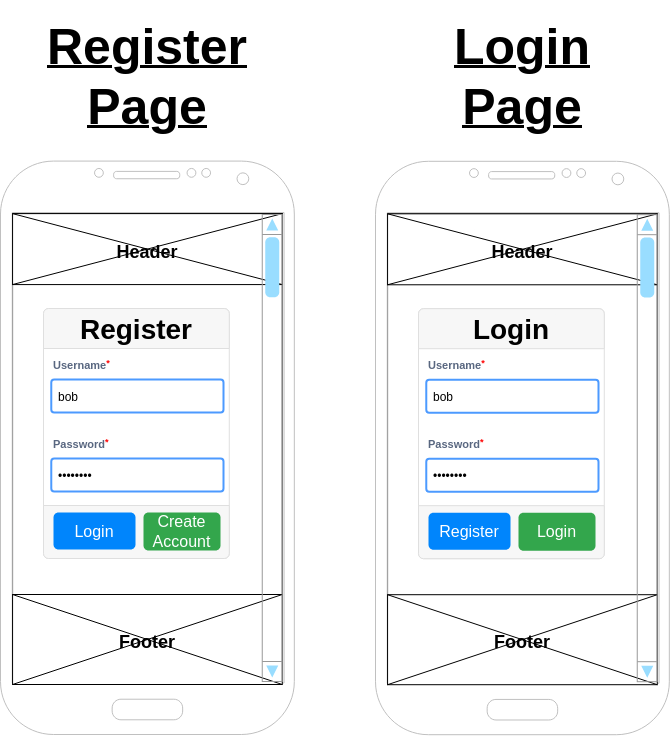 Register
Page
Header
Register
Username*
bob
Password*
••••••••
Login
Create
Account
Footer
Login
Page
Header
Login
Username*
bob
Password*
••••••••
Register
Login
Footer